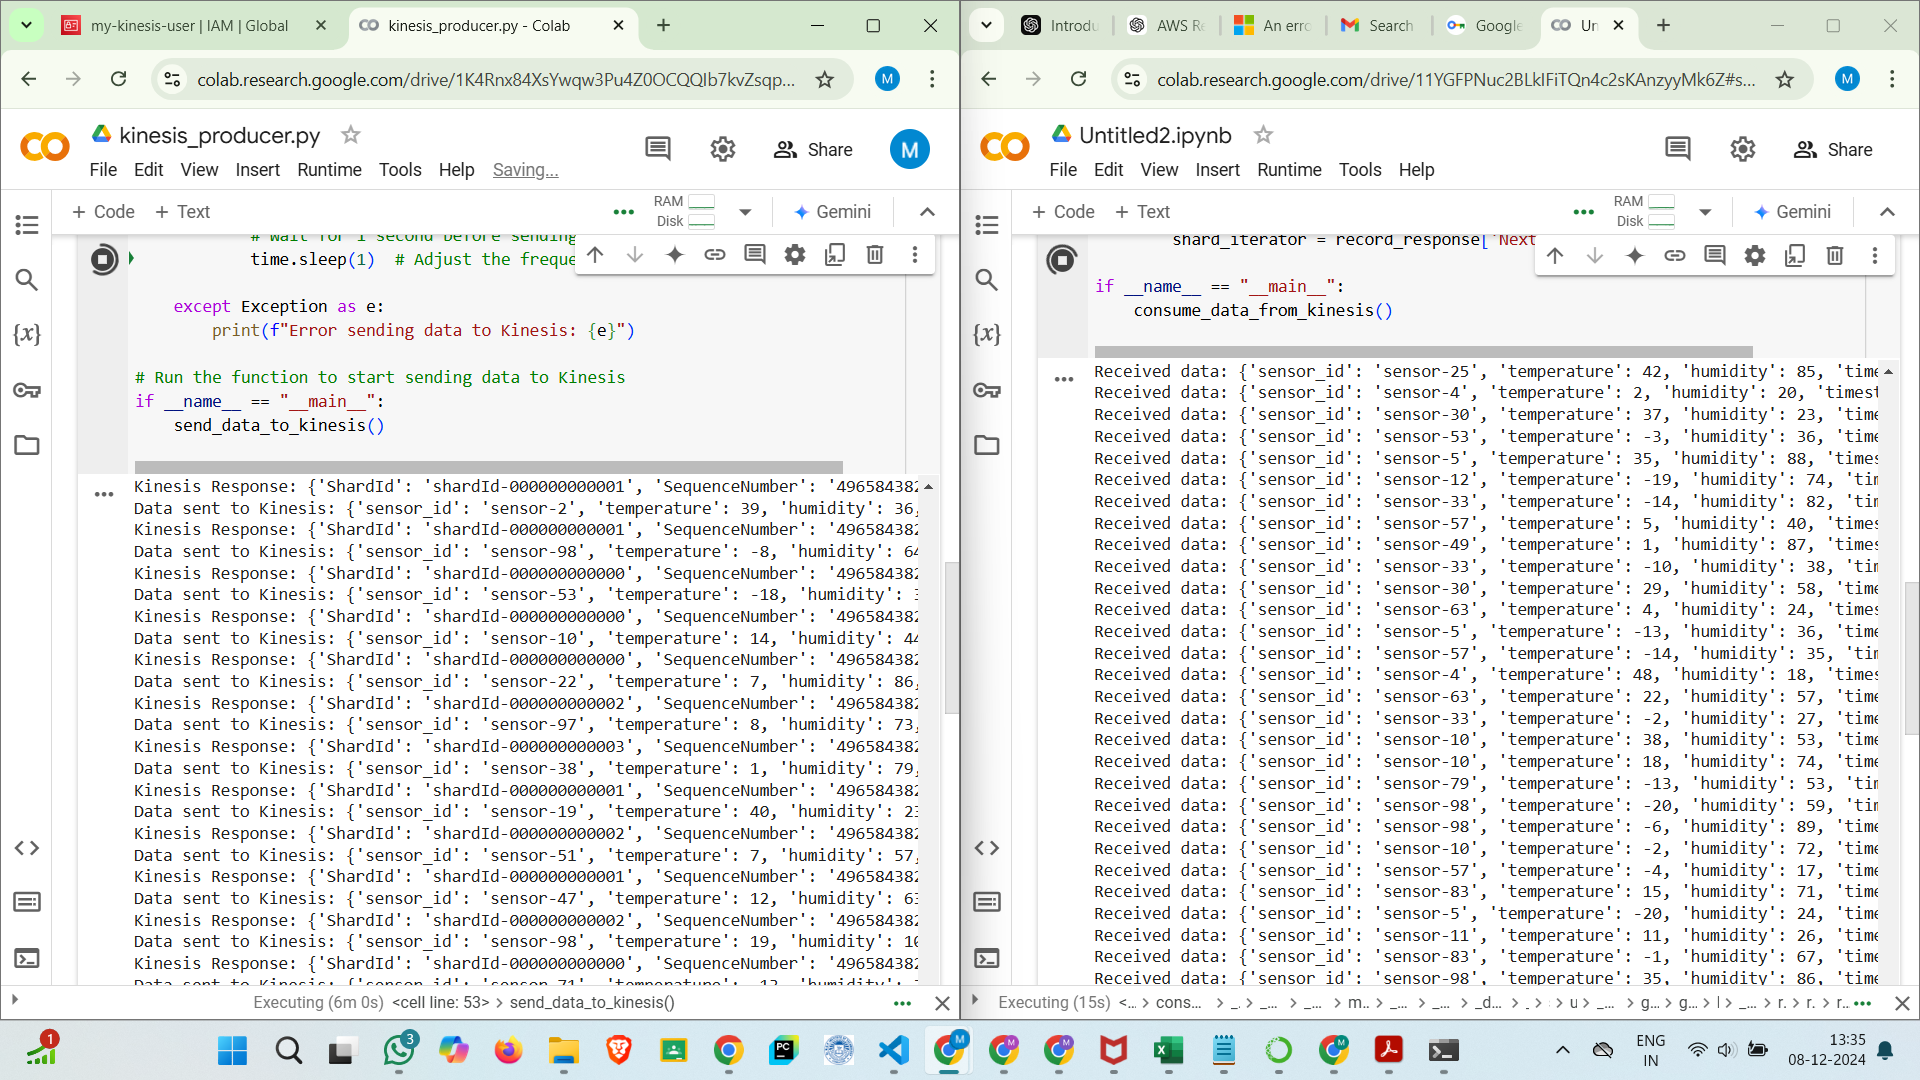 my-kinesis-user | IAM | Global
kinesis_producer.py - Colab
colab.research.google.com/drive/1K4Rnx84XsYwqw3Pu4Z0OCQQIb7kvZsqp...
M
kinesis_producer.py
Share
M
File Edit View Insert Runtime Tools Help Saving...
+ Code + Text
RAM
Disk
Gemini
# Wait for 1 second before sending
time.sleep(1)  # Adjust the freque
except Exception as e:
print(f"Error sending data to Kinesis: {e}")
# Run the function to start sending data to Kinesis
if __name__ == "__main__":
send_data_to_kinesis()
Kinesis Response: {'ShardId': 'shardId-000000000001', 'SequenceNumber': '496584382
Data sent to Kinesis: {'sensor_id': 'sensor-2', 'temperature': 39, 'humidity': 36,
Kinesis Response: {'ShardId': 'shardId-000000000001', 'SequenceNumber': '496584382
Data sent to Kinesis: {'sensor_id': 'sensor-98', 'temperature': -8, 'humidity': 64
Kinesis Response: {'ShardId': 'shardId-000000000000', 'SequenceNumber': '496584382
Data sent to Kinesis: {'sensor_id': 'sensor-53', 'temperature': -18, 'humidity': 3
Kinesis Response: {'ShardId': 'shardId-000000000000', 'SequenceNumber': '496584382
Data sent to Kinesis: {'sensor_id': 'sensor-10', 'temperature': 14, 'humidity': 44
Kinesis Response: {'ShardId': 'shardId-000000000000', 'SequenceNumber': '496584382
Data sent to Kinesis: {'sensor_id': 'sensor-22', 'temperature': 7, 'humidity': 86,
Kinesis Response: {'ShardId': 'shardId-000000000002', 'SequenceNumber': '496584382
Data sent to Kinesis: {'sensor_id': 'sensor-97', 'temperature': 8, 'humidity': 73,
Kinesis Response: {'ShardId': 'shardId-000000000003', 'SequenceNumber': '496584382
Data sent to Kinesis: {'sensor_id': 'sensor-38', 'temperature': 1, 'humidity': 79,
Kinesis Response: {'ShardId': 'shardId-000000000001', 'SequenceNumber': '496584382
Data sent to Kinesis: {'sensor_id': 'sensor-19', 'temperature': 40, 'humidity': 23
Kinesis Response: {'ShardId': 'shardId-000000000002', 'SequenceNumber': '496584382
Data sent to Kinesis: {'sensor_id': 'sensor-51', 'temperature': 7, 'humidity': 57,
Kinesis Response: {'ShardId': 'shardId-000000000001', 'SequenceNumber': '496584382
Data sent to Kinesis: {'sensor_id': 'sensor-47', 'temperature': 12, 'humidity': 63
Kinesis Response: {'ShardId': 'shardId-000000000002', 'SequenceNumber': '496584382
Data sent to Kinesis: {'sensor_id': 'sensor-98', 'temperature': 19, 'humidity': 10
Kinesis Response: {'ShardId': 'shardId-000000000000', 'SequenceNumber': '496584382
Data sent to Kinesis: {'sensor_id': 'sensor-71', 'temperature': -13, 'humidity':
Executing (6m 0s) <cell line: 53> > send_data_to_kinesis()
Introdu
AWS Re
An erro
Search
Google
Un
colab.research.google.com/drive/11YGFPNuc2BLkIFiTQn4c2sKAnzyyMk6Z#s...
M
Untitled2.ipynb
Share
File Edit View Insert Runtime Tools Help
+ Code + Text
RAM
Disk
Gemini
shard_iterator = record_response['Next
if __name__ == "__main__":
consume_data_from_kinesis()
Received data: {'sensor_id': 'sensor-25', 'temperature': 42, 'humidity': 85, 'time
Received data: {'sensor_id': 'sensor-4', 'temperature': 2, 'humidity': 20, 'timest
Received data: {'sensor_id': 'sensor-30', 'temperature': 37, 'humidity': 23, 'time
Received data: {'sensor_id': 'sensor-53', 'temperature': -3, 'humidity': 36, 'time
Received data: {'sensor_id': 'sensor-5', 'temperature': 35, 'humidity': 88, 'times
Received data: {'sensor_id': 'sensor-12', 'temperature': -19, 'humidity': 74, 'tim
Received data: {'sensor_id': 'sensor-33', 'temperature': -14, 'humidity': 82, 'tim
Received data: {'sensor_id': 'sensor-57', 'temperature': 5, 'humidity': 40, 'times
Received data: {'sensor_id': 'sensor-49', 'temperature': 1, 'humidity': 87, 'times
Received data: {'sensor_id': 'sensor-33', 'temperature': -10, 'humidity': 38, 'tim
Received data: {'sensor_id': 'sensor-30', 'temperature': 29, 'humidity': 58, 'time
Received data: {'sensor_id': 'sensor-63', 'temperature': 4, 'humidity': 24, 'times
Received data: {'sensor_id': 'sensor-5', 'temperature': -13, 'humidity': 36, 'time
Received data: {'sensor_id': 'sensor-57', 'temperature': -14, 'humidity': 35, 'tim
Received data: {'sensor_id': 'sensor-4', 'temperature': 48, 'humidity': 18, 'times
Received data: {'sensor_id': 'sensor-63', 'temperature': 22, 'humidity': 57, 'time
Received data: {'sensor_id': 'sensor-33', 'temperature': -2, 'humidity': 27, 'time
Received data: {'sensor_id': 'sensor-10', 'temperature': 38, 'humidity': 53, 'time
Received data: {'sensor_id': 'sensor-10', 'temperature': 18, 'humidity': 74, 'time
Received data: {'sensor_id': 'sensor-79', 'temperature': -13, 'humidity': 53, 'tim
Received data: {'sensor_id': 'sensor-98', 'temperature': -20, 'humidity': 59, 'tim
Received data: {'sensor_id': 'sensor-98', 'temperature': -6, 'humidity': 89, 'time
Received data: {'sensor_id': 'sensor-10', 'temperature': -2, 'humidity': 72, 'time
Received data: {'sensor_id': 'sensor-57', 'temperature': -4, 'humidity': 17, 'time
Received data: {'sensor_id': 'sensor-83', 'temperature': 15, 'humidity': 71, 'time
Received data: {'sensor_id': 'sensor-5', 'temperature': -20, 'humidity': 24, 'time
Received data: {'sensor_id': 'sensor-11', 'temperature': 11, 'humidity': 26, 'time
Received data: {'sensor_id': 'sensor-83', 'temperature': -1, 'humidity': 67, 'time
Received data: {'sensor_id': 'sensor-98', 'temperature': 35, 'humidity': 86, 'time
Executing (15s) <... > cons... > _... > _... > _... > m... > _... > _... > _d... > _. > : > u > _... > g... > g... > l > _... > r. > r. > r...
1
3
PC
M
ENG
IN
13:35
08-12-2024